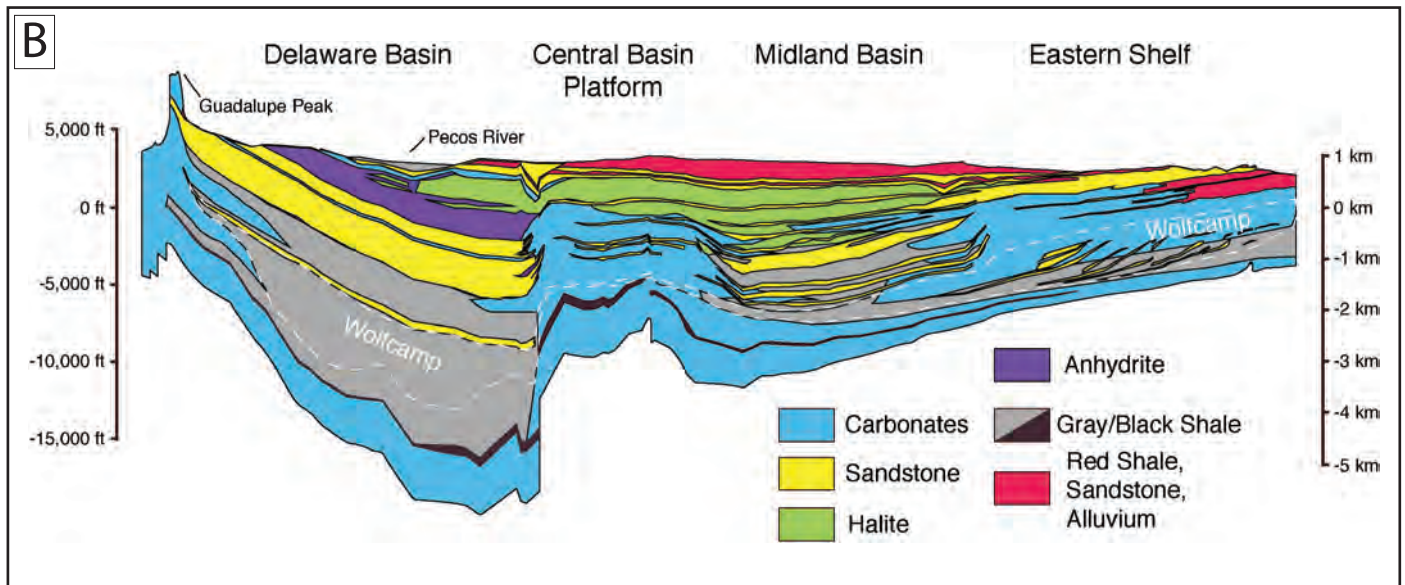 B
Delaware Basin
Central Basin
Platform
Midland Basin
Eastern Shelf
Guadalupe Peak
Pecos River
5,000 ft
0 ft
-5,000 ft
-10,000 ft
-15,000 ft
1 km
0 km
-1 km
-2 km
-3 km
-4 km
-5 km
Wolfcamp
Wolfcamp
Anhydrite
Carbonates
Gray/Black Shale
Sandstone
Red Shale,
Sandstone,
Alluvium
Halite